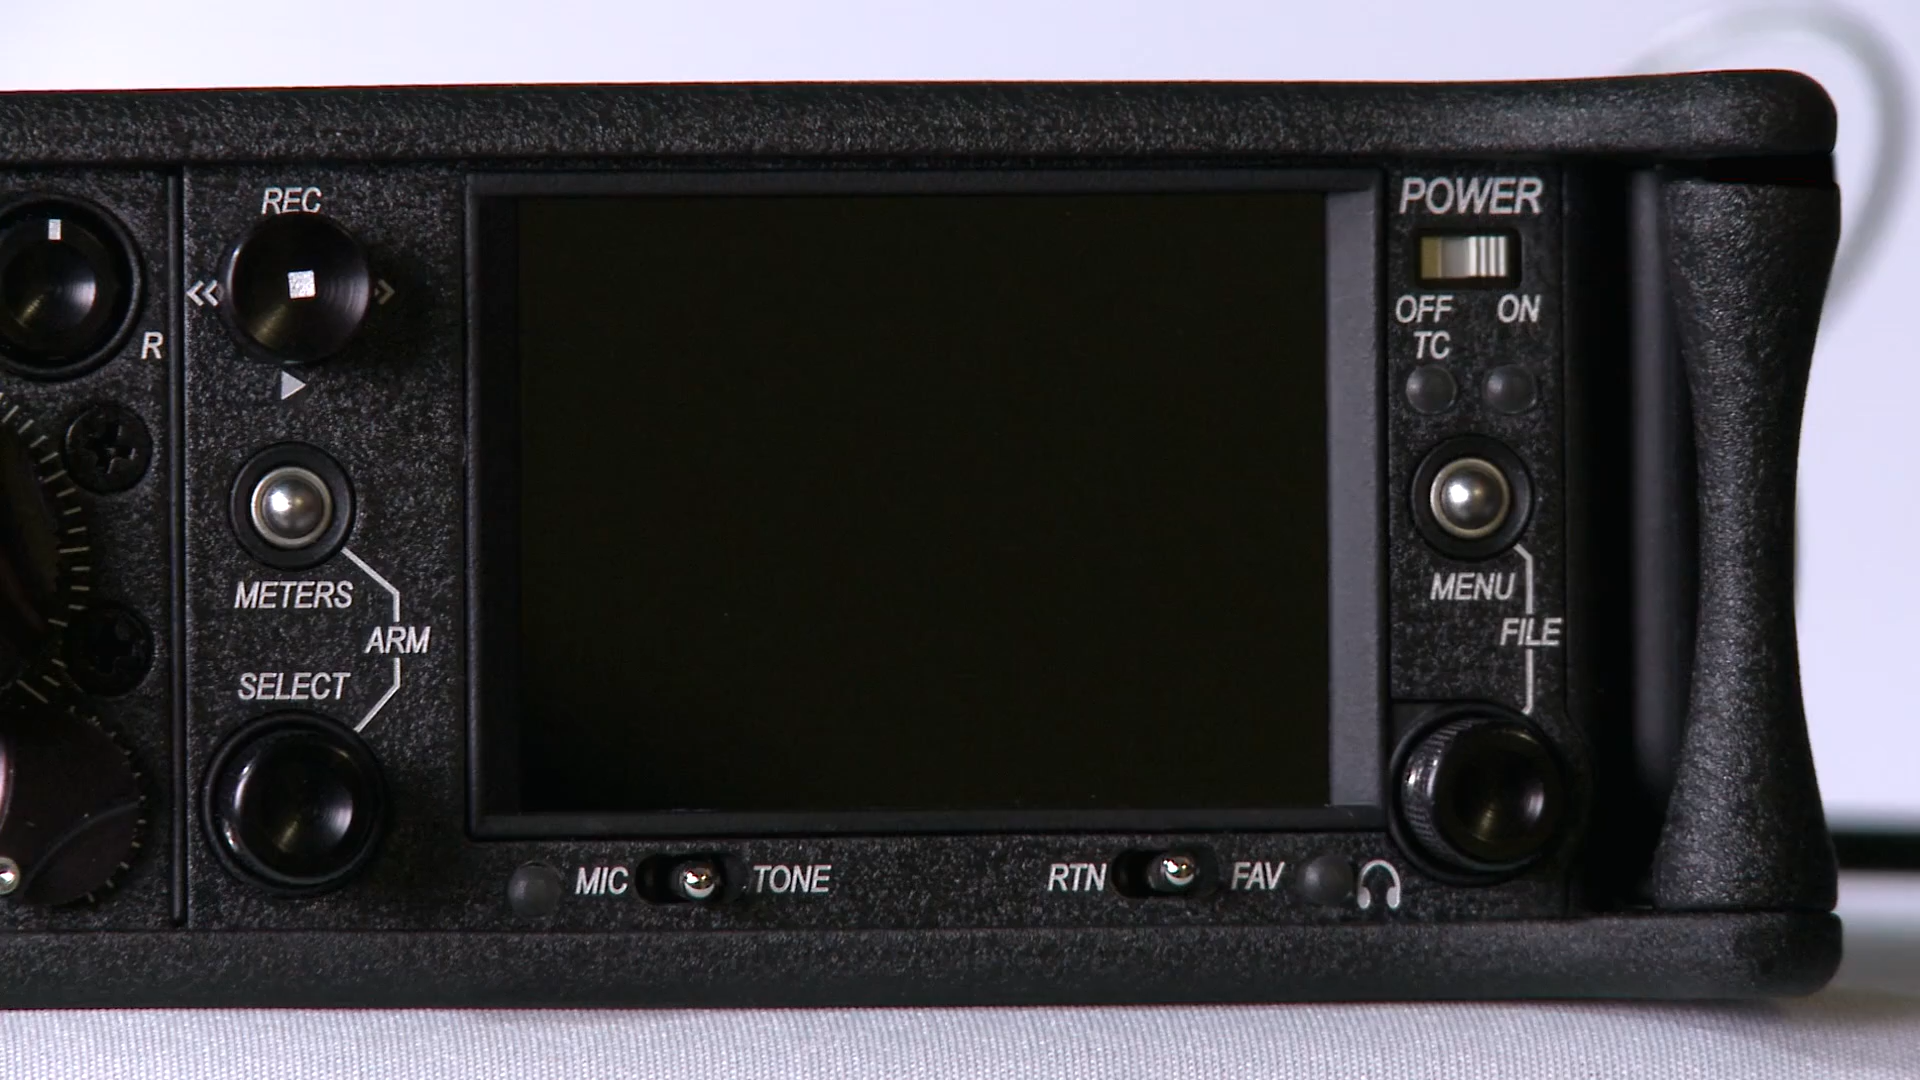 REC
R
METERS
ARM
SELECT
MIC
TONE
RTN
FAV
POWER
OFF
ON
TC
MENU
FILE